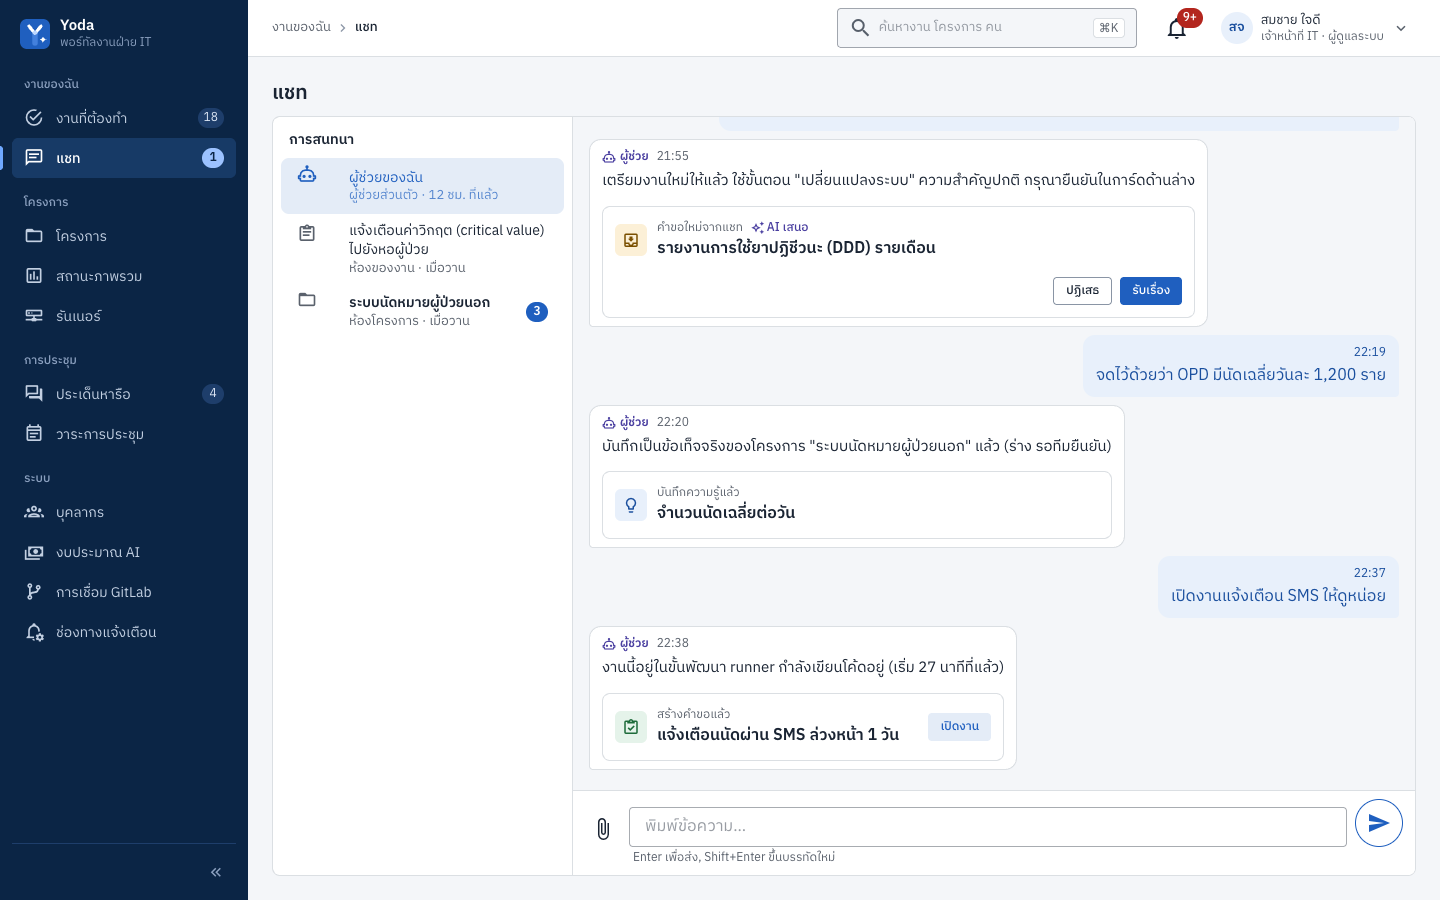 Yoda
พอร์ทัลงานฝ่าย IT
งานของฉัน
งานที่ต้องทำ 18
แชท 1
โครงการ
โครงการ
สถานะภาพรวม
รันเนอร์
การประชุม
ประเด็นหารือ 4
วาระการประชุม
ระบบ
บุคลากร
งบประมาณ AI
การเชื่อม GitLab
ช่องทางแจ้งเตือน
งานของฉัน > แชท
ค้นหางาน โครงการ คน ⌘K
9+
สจ
สมชาย ใจดี
เจ้าหน้าที่ IT · ผู้ดูแลระบบ
แชท
การสนทนา
ผู้ช่วยของฉัน
ผู้ช่วยส่วนตัว · 12 ชม. ที่แล้ว
แจ้งเตือนค่าวิกฤต (critical value)
ไปยังหอผู้ป่วย
ห้องของงาน · เมื่อวาน
ระบบนัดหมายผู้ป่วยนอก 3
ห้องโครงการ · เมื่อวาน
ผู้ช่วย 21:55
เตรียมงานใหม่ให้แล้ว ใช้ขั้นตอน "เปลี่ยนแปลงระบบ" ความสำคัญปกติ กรุณายืนยันในการ์ดด้านล่าง
คำขอใหม่จากแชท AI เสนอ
รายงานการใช้ยาปฏิชีวนะ (DDD) รายเดือน
ปฏิเสธ รับเรื่อง
22:19
จดไว้ด้วยว่า OPD มีนัดเฉลี่ยวันละ 1,200 ราย
ผู้ช่วย 22:20
บันทึกเป็นข้อเท็จจริงของโครงการ "ระบบนัดหมายผู้ป่วยนอก" แล้ว (ร่าง รอทีมยืนยัน)
บันทึกความรู้แล้ว
จำนวนนัดเฉลี่ยต่อวัน
22:37
เปิดงานแจ้งเตือน SMS ให้ดูหน่อย
ผู้ช่วย 22:38
งานนี้อยู่ในขั้นพัฒนา runner กำลังเขียนโค้ดอยู่ (เริ่ม 27 นาทีที่แล้ว)
สร้างคำขอแล้ว
แจ้งเตือนนัดผ่าน SMS ล่วงหน้า 1 วัน
เปิดงาน
พิมพ์ข้อความ...
Enter เพื่อส่ง, Shift+Enter ขึ้นบรรทัดใหม่